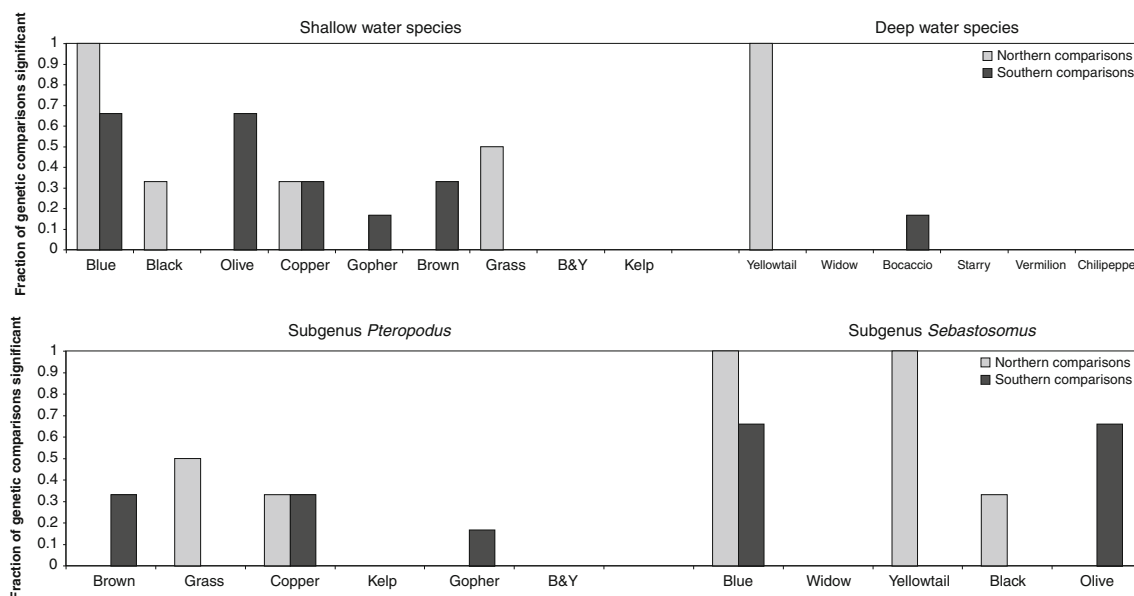 Shallow water species
Deep water species
Fraction of genetic comparisons significant
1
0.9
0.8
0.7
0.6
0.5
0.4
0.3
0.2
0.1
0
Northern comparisons
Southern comparisons
Blue Black Olive Copper Gopher Brown Grass B&Y Kelp
Yellowtail Widow Bocaccio Starry Vermilion Chilipepper
Subgenus Pteropodus
Subgenus Sebastosomus
Fraction of genetic comparisons significant
1
0.9
0.8
0.7
0.6
0.5
0.4
0.3
0.2
0.1
0
Northern comparisons
Southern comparisons
Brown Grass Copper Kelp Gopher B&Y
Blue Widow Yellowtail Black Olive